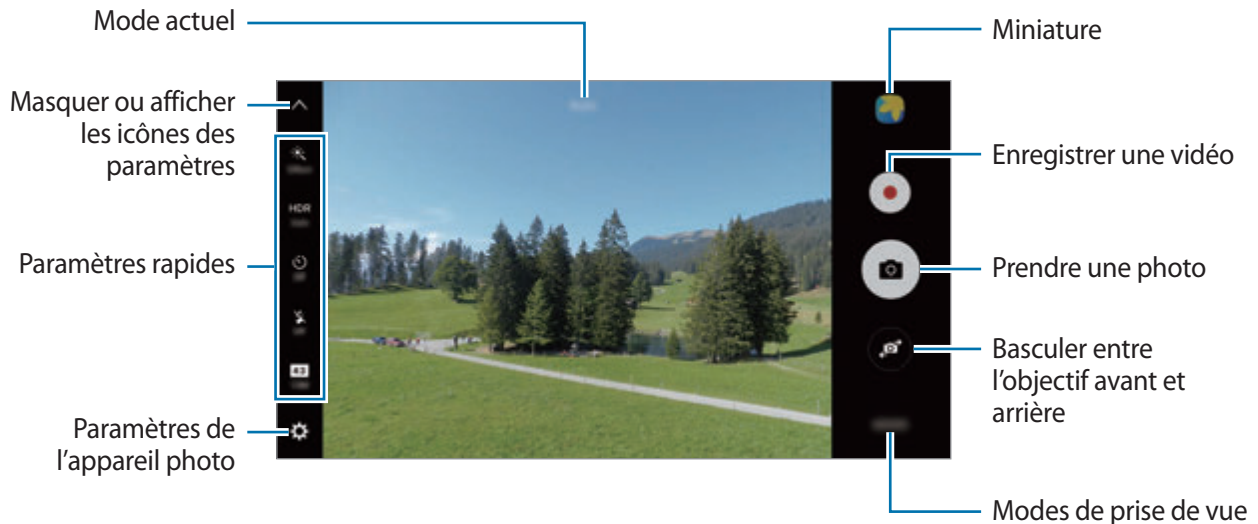 Mode actuel
Masquer ou afficher
les icônes des
paramètres
Paramètres rapides
Paramètres de
l'appareil photo
HDR
43
Miniature
Enregistrer une vidéo
Prendre une photo
Basculer entre
l'objectif avant et
arrière
Modes de prise de vue